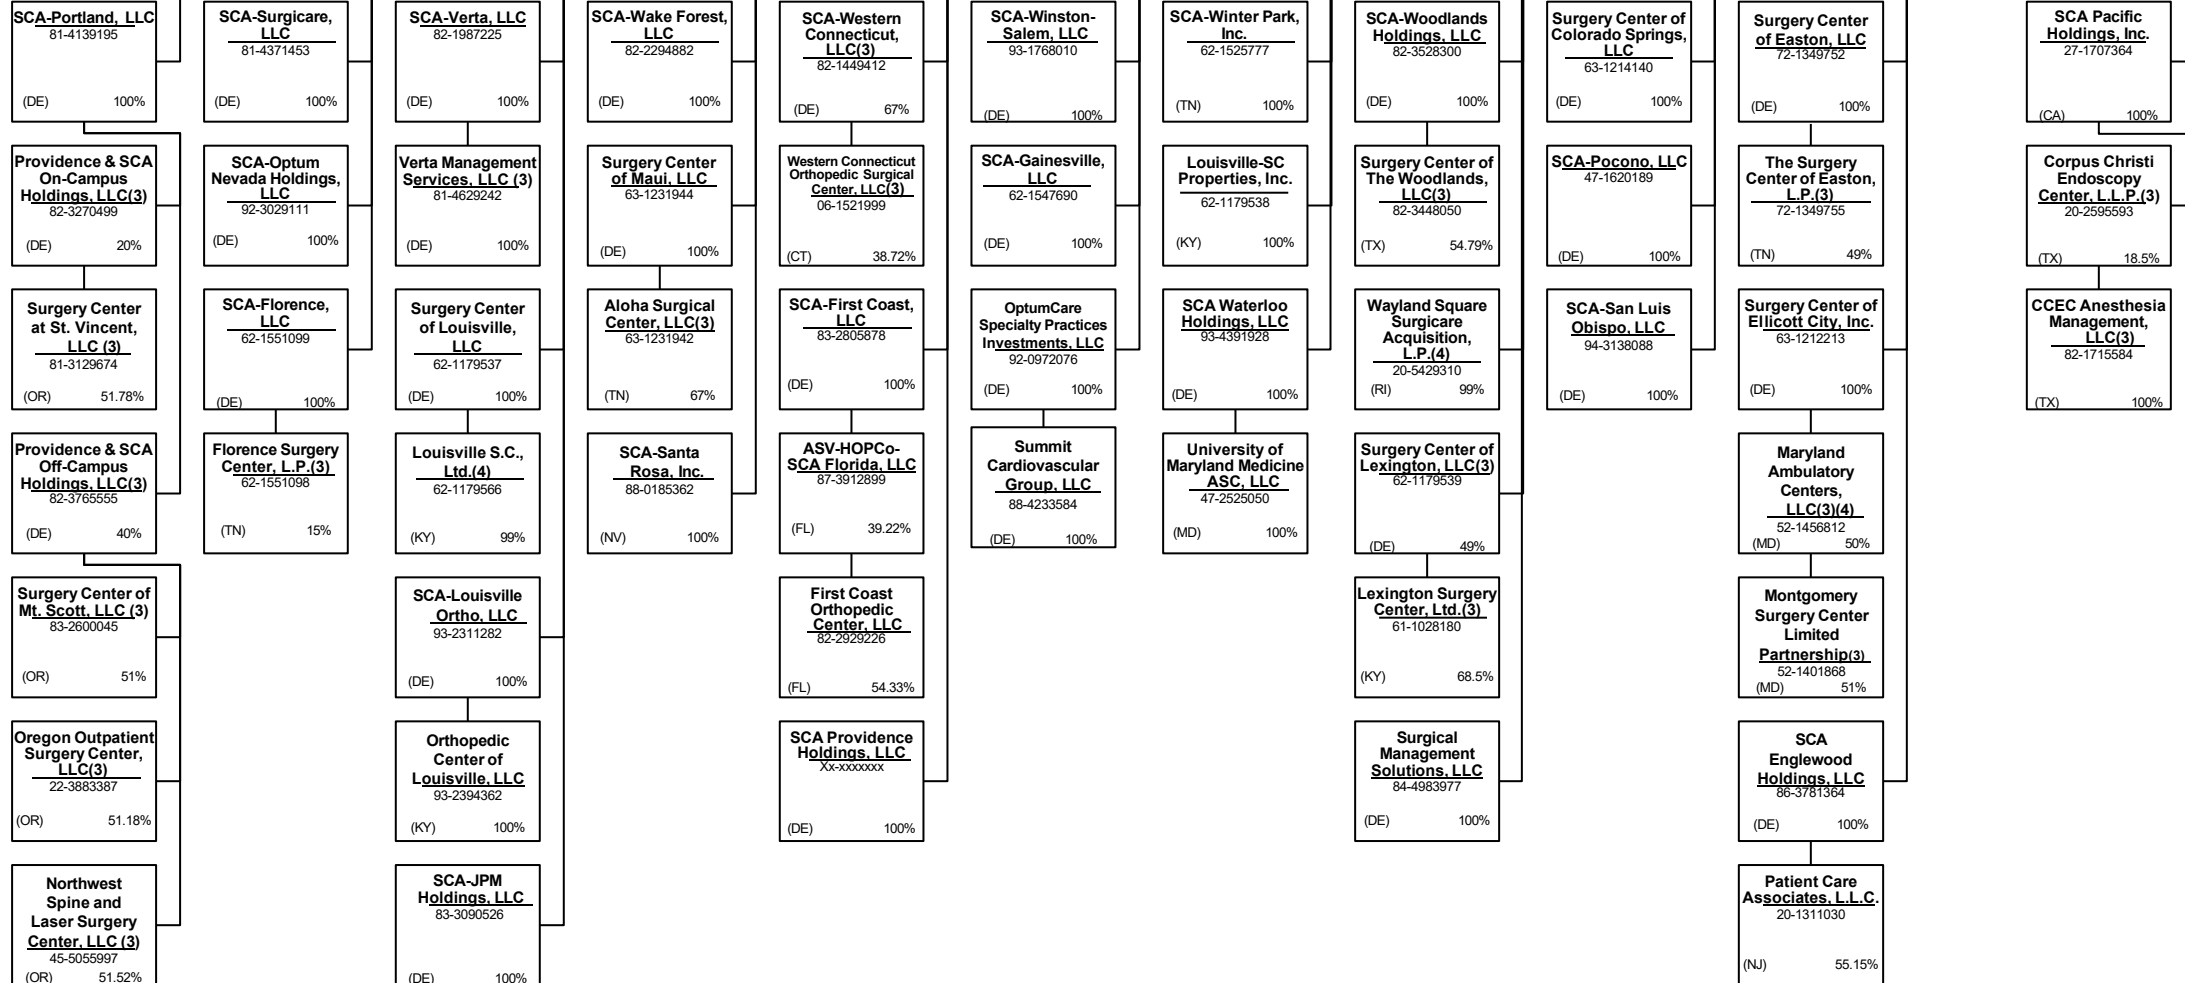 SCA-Portland, LLC
81-4139195
(DE) 100%
Providence & SCA
On-Campus
Holdings, LLC(3)
82-3270499
(DE) 20%
Surgery Center
at St. Vincent,
LLC (3)
81-3129674
(OR) 51.78%
Providence & SCA
Off-Campus
Holdings, LLC(3)
82-3765555
(DE) 40%
Surgery Center of
Mt. Scott, LLC (3)
83-2600045
(OR) 51%
Oregon Outpatient
Surgery Center,
LLC(3)
22-3883387
(OR) 51.18%
Northwest
Spine and
Laser Surgery
Center, LLC (3)
45-5055997
(OR) 51.52%
SCA-Surgicare,
LLC
81-4371453
(DE) 100%
SCA-Optum
Nevada Holdings,
LLC
92-3029111
(DE) 100%
SCA-Florence,
LLC
62-1551099
(DE) 100%
Florence Surgery
Center, L.P.(3)
62-1551098
(TN) 15%
SCA-Verta, LLC
82-1987225
(DE) 100%
Verta Management
Services, LLC (3)
81-4629242
(DE) 100%
Surgery Center
of Louisville,
LLC
62-1179537
(DE) 100%
Louisville S.C.,
Ltd.(4)
62-1179566
(KY) 99%
SCA-Louisville
Ortho, LLC
93-2311282
(DE) 100%
Orthopedic
Center of
Louisville, LLC
93-2394362
(KY) 100%
SCA-JPM
Holdings, LLC
83-3090526
(DE) 100%
SCA-Wake Forest,
LLC
82-2294882
(DE) 100%
Surgery Center
of Maui, LLC
63-1231944
(DE) 100%
Aloha Surgical
Center, LLC(3)
63-1231942
(TN) 67%
SCA-Santa
Rosa, Inc.
88-0185362
(NV) 100%
SCA-Western
Connecticut,
LLC(3)
82-1449412
(DE) 67%
Western Connecticut
Orthopedic Surgical
Center, LLC(3)
06-1521999
(CT) 38.72%
SCA-First Coast,
LLC
83-2805878
(DE) 100%
ASV-HOPCo-
SCA Florida, LLC
87-3912899
(FL) 39.22%
First Coast
Orthopedic
Center, LLC
82-2929226
(FL) 54.33%
SCA Providence
Holdings, LLC
Xx-xxxxxxx
(DE) 100%
SCA-Winston-
Salem, LLC
93-1768010
(DE) 100%
SCA-Gainesville,
LLC
62-1547690
(DE) 100%
OptumCare
Specialty Practices
Investments, LLC
92-0972076
(DE) 100%
Summit
Cardiovascular
Group, LLC
88-4233584
(DE) 100%
SCA-Winter Park,
Inc.
62-1525777
(TN) 100%
Louisville-SC
Properties, Inc.
62-1179538
(KY) 100%
SCA Waterloo
Holdings, LLC
93-4391928
(DE) 100%
University of
Maryland Medicine
ASC, LLC
47-2525050
(MD) 100%
SCA-Woodlands
Holdings, LLC
82-3528300
(DE) 100%
Surgery Center of
The Woodlands,
LLC(3)
82-3448050
(TX) 54.79%
Wayland Square
Surgicare
Acquisition,
L.P.(4)
20-5429310
(RI) 99%
Surgery Center of
Lexington, LLC(3)
62-1179539
(DE) 49%
Lexington Surgery
Center, Ltd.(3)
61-1028180
(KY) 68.5%
Surgical
Management
Solutions, LLC
84-4983977
(DE) 100%
Surgery Center of
Colorado Springs,
LLC
63-1214140
(DE) 100%
SCA-Pocono, LLC
47-1620189
(DE) 100%
SCA-San Luis
Obispo, LLC
94-3138088
(DE) 100%
Surgery Center
of Easton, LLC
72-1349752
(DE) 100%
The Surgery
Center of Easton,
L.P.(3)
72-1349755
(TN) 49%
Surgery Center of
Ellicott City, Inc.
63-1212213
(DE) 100%
Maryland
Ambulatory
Centers,
LLC(3)(4)
52-1456812
(MD) 50%
Montgomery
Surgery Center
Limited
Partnership(3)
52-1401868
(MD) 51%
SCA
Englewood
Holdings, LLC
86-3781364
(DE) 100%
Patient Care
Associates, L.L.C.
20-1311030
(NJ) 55.15%
SCA Pacific
Holdings, Inc.
27-1707364
(CA) 100%
Corpus Christi
Endoscopy
Center, L.L.P.(3)
20-2595593
(TX) 18.5%
CCEC Anesthesia
Management,
LLC(3)
82-1715584
(TX) 100%